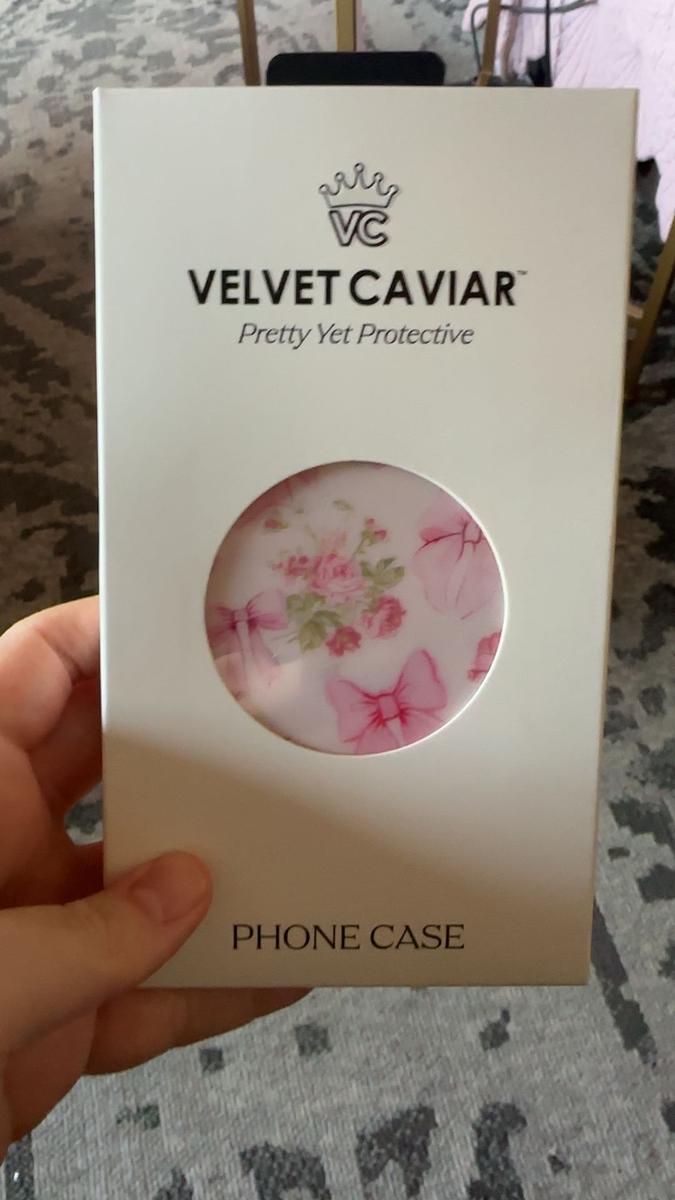 VC
VELVET CAVIAR™
Pretty Yet Protective
PHONE CASE